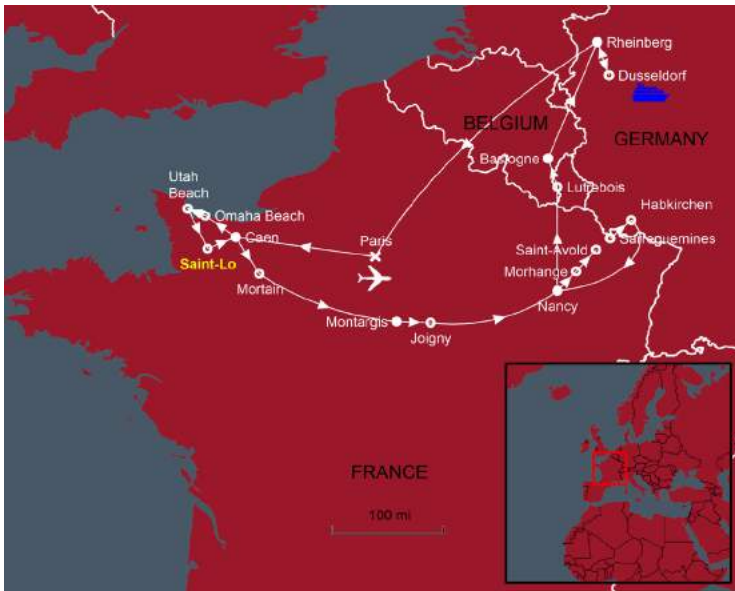 Rheinberg
Dusseldorf
BELGIUM
GERMANY
Bastogne
Utah
Beach
Lutrebois
Habkirchen
Omaha Beach
Caen
Sarreguemines
Paris
Saint-Avold
Saint-Lo
Morhange
Mortain
Nancy
Montargis
Joigny
FRANCE
100 mi